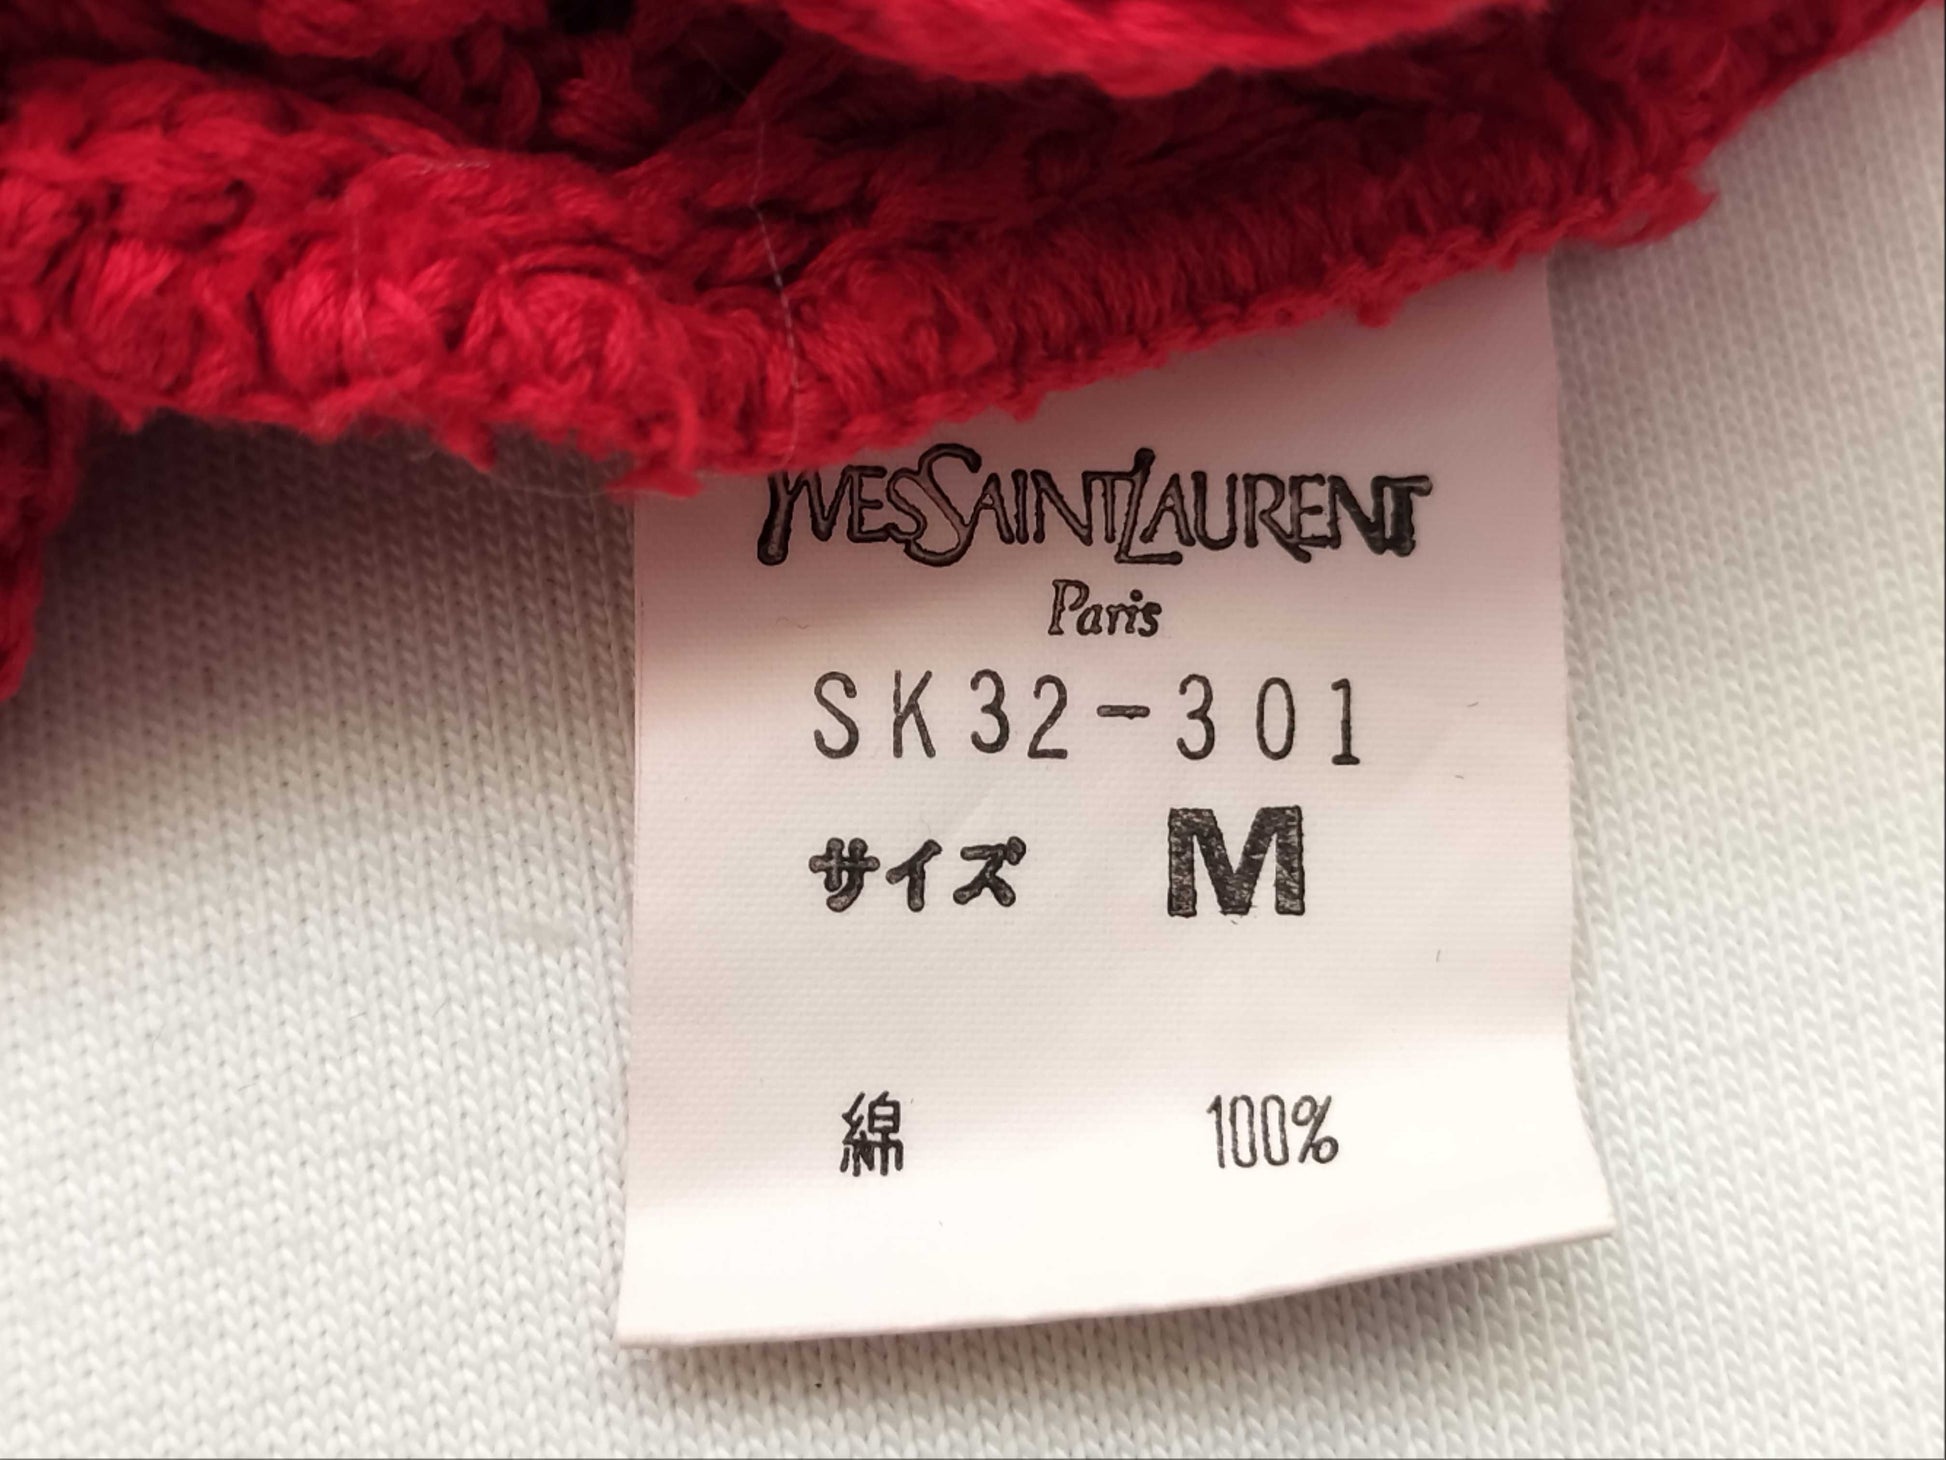 YVESSAINTLAURENT
Paris
SK32-301
サイズ M
綿 100%